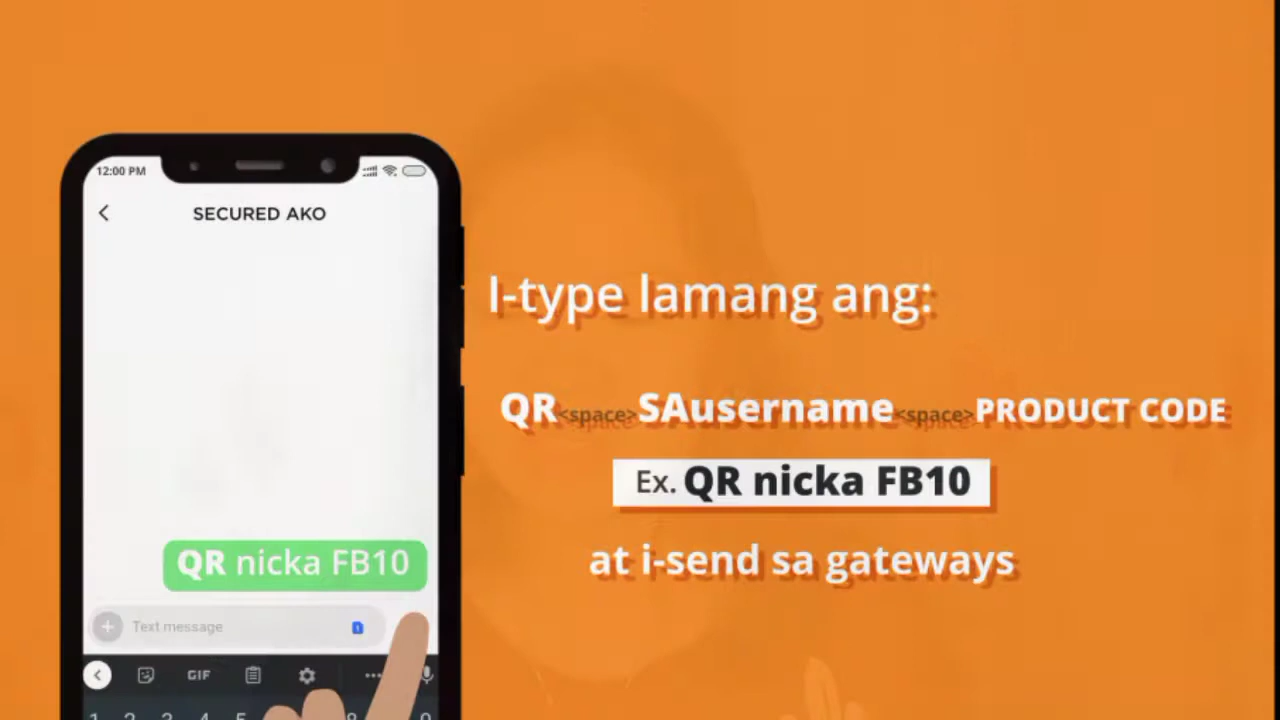 12:00 PM
SECURED AKO
I-type lamang ang:
QR<space>SAusername<space>PRODUCT CODE
Ex. QR nicka FB10
at i-send sa gateways
QR nicka FB10
Text message
GIF